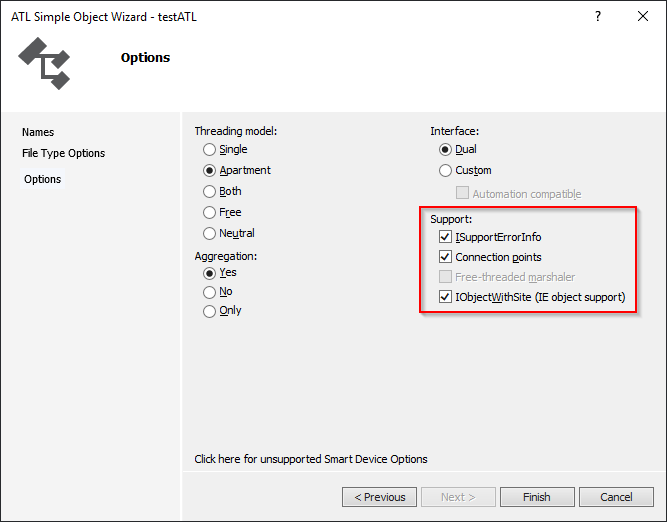 ATL Simple Object Wizard - testATL
Options
Names
File Type Options
Options
Threading model:
Single
Apartment
Both
Free
Neutral
Aggregation:
Yes
No
Only
Interface:
Dual
Custom
Automation compatible
Support:
ISupportErrorInfo
Connection points
Free-threaded marshaler
IObjectWithSite (IE object support)
Click here for unsupported Smart Device Options
< Previous
Next >
Finish
Cancel